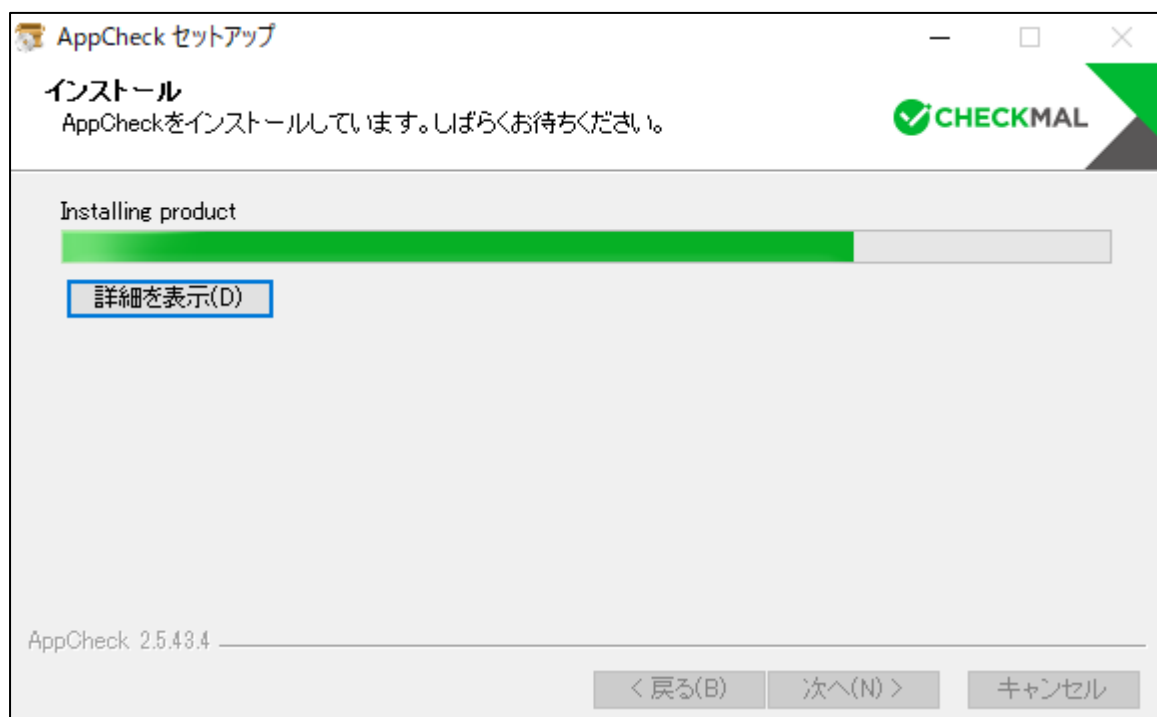 AppCheck セットアップ
インストール
AppCheckをインストールしています。しばらくお待ちください。
CHECKMAL
Installing product
詳細を表示(D)
AppCheck 2.5.43.4
< 戻る(B)
次へ(N) >
キャンセル